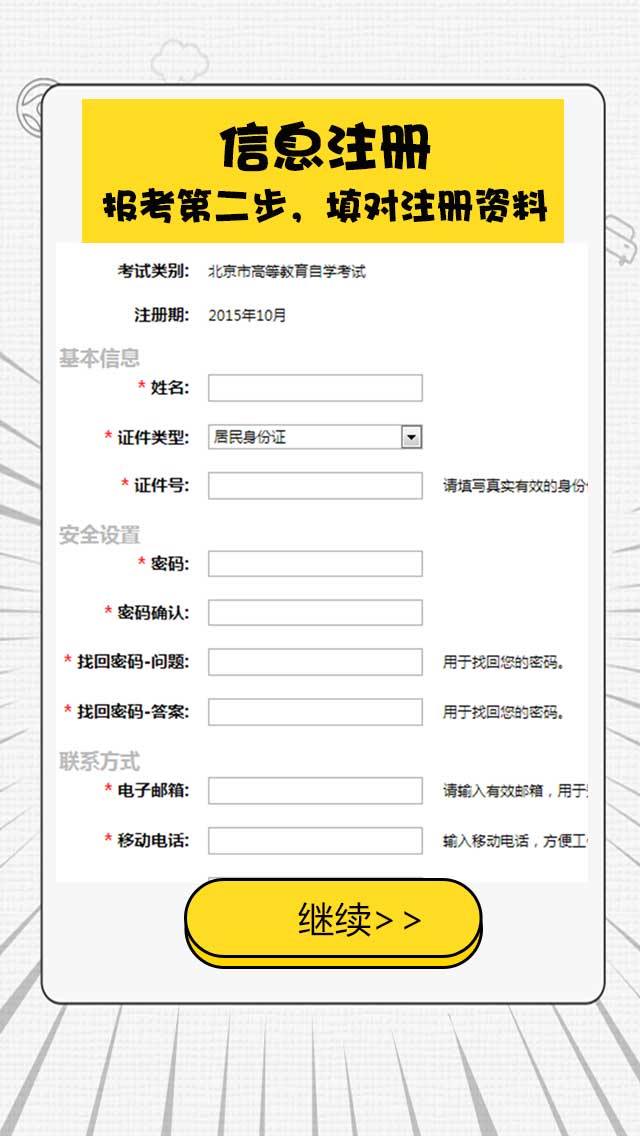 信息注册
报考第二步，填对注册资料
考试类别: 北京市高等教育自学考试
注册期: 2015年10月
基本信息
* 姓名:
* 证件类型: 居民身份证
* 证件号: 请填写真实有效的身份
安全设置
* 密码:
* 密码确认:
* 找回密码-问题: 用于找回您的密码。
* 找回密码-答案: 用于找回您的密码。
联系方式
* 电子邮箱: 请输入有效邮箱，用于
* 移动电话: 输入移动电话，方便工
继续>>